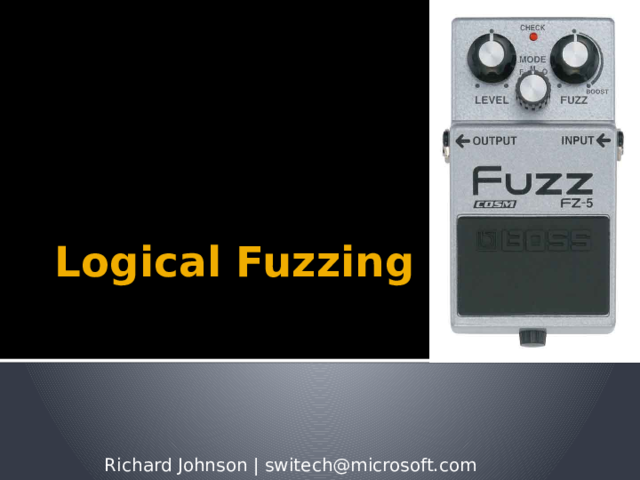 CHECK
MODE
F M O
BOOST
LEVEL
FUZZ
OUTPUT
INPUT
Fuzz
COSM
FZ-5
BOSS
Logical Fuzzing
Richard Johnson | switech@microsoft.com